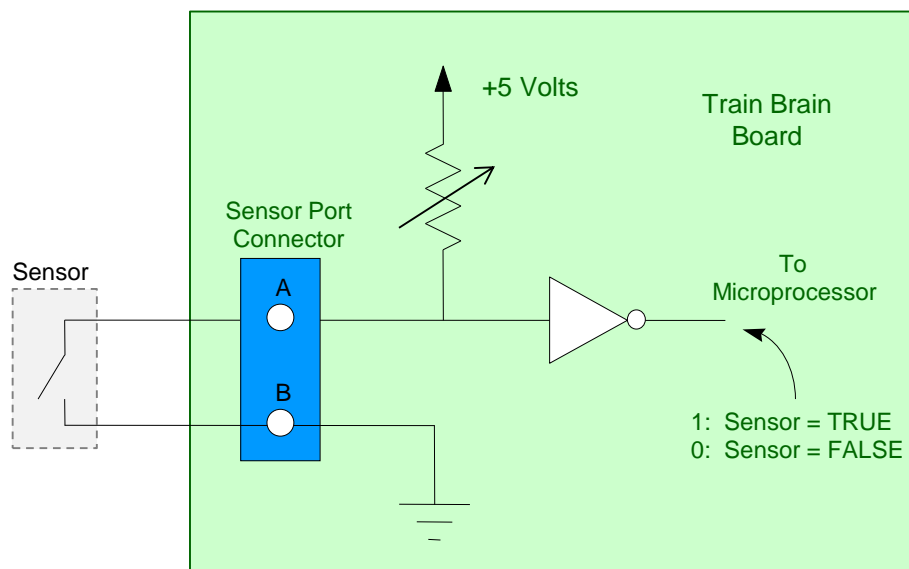 +5 Volts
Train Brain
Board
Sensor Port
Connector
Sensor
A
To
Microprocessor
B
1:  Sensor = TRUE
0:  Sensor = FALSE